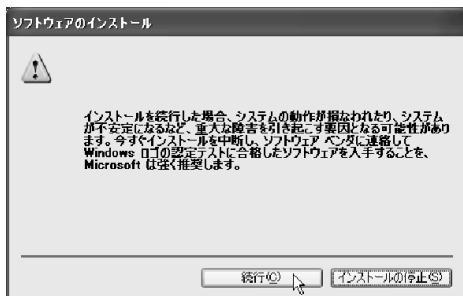 ソフトウェアのインストール
インストールを続行した場合、システムの動作が損なわれたり、システム
が不安定になるなど、重大な障害を引き起こす要因となる可能性があり
ます。今すぐインストールを中断し、ソフトウェア ベンダに連絡して
Windows ロゴの認定テストに合格したソフトウェアを入手することを、
Microsoft は強く推奨します。
続行(C) インストールの停止(S)